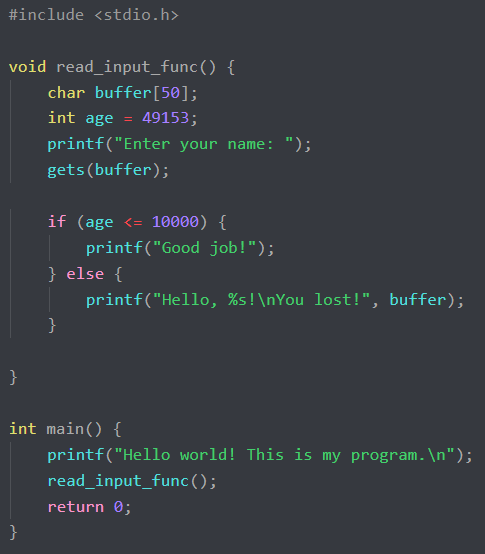 #include <stdio.h>
void read_input_func() {
    char buffer[50];
    int age = 49153;
    printf("Enter your name: ");
    gets(buffer);
    if (age <= 10000) {
        printf("Good job!");
    } else {
        printf("Hello, %s!\nYou lost!", buffer);
    }
}
int main() {
    printf("Hello world! This is my program.\n");
    read_input_func();
    return 0;
}